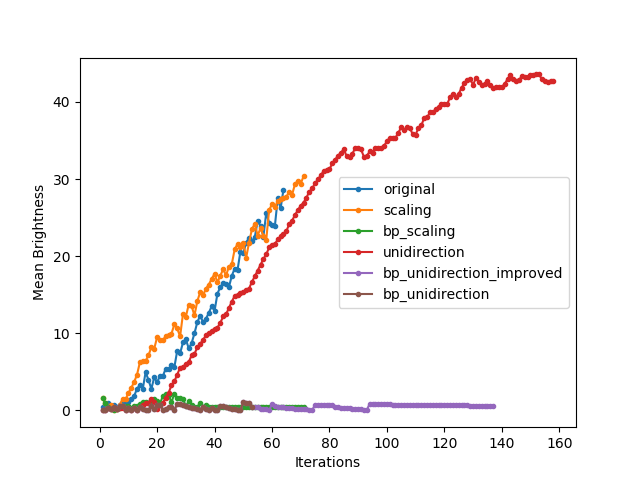 40
30
20
10
0
Mean Brightness
original
scaling
bp_scaling
unidirection
bp_unidirection_improved
bp_unidirection
0 20 40 60 80 100 120 140 160
Iterations